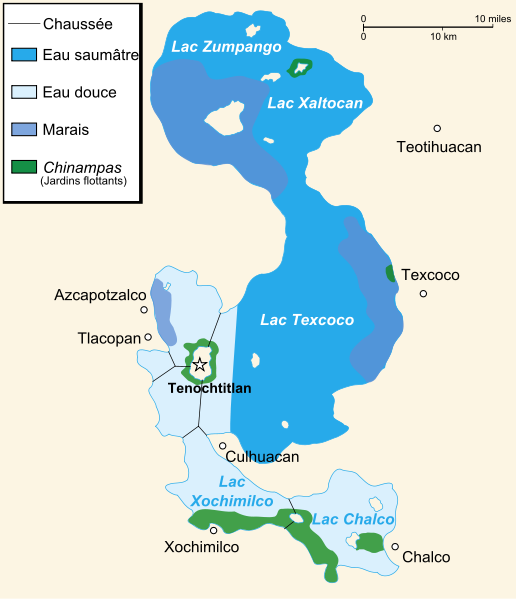 Chaussée
Eau saumâtre
Eau douce
Marais
Chinampas
(Jardins flottants)
0 10 miles
0 10 km
Lac Zumpango
Lac Xaltocan
Teotihuacan
Texcoco
Azcapotzalco
Lac Texcoco
Tlacopan
Tenochtitlan
Culhuacan
Lac
Xochimilco
Lac Chalco
Xochimilco
Chalco